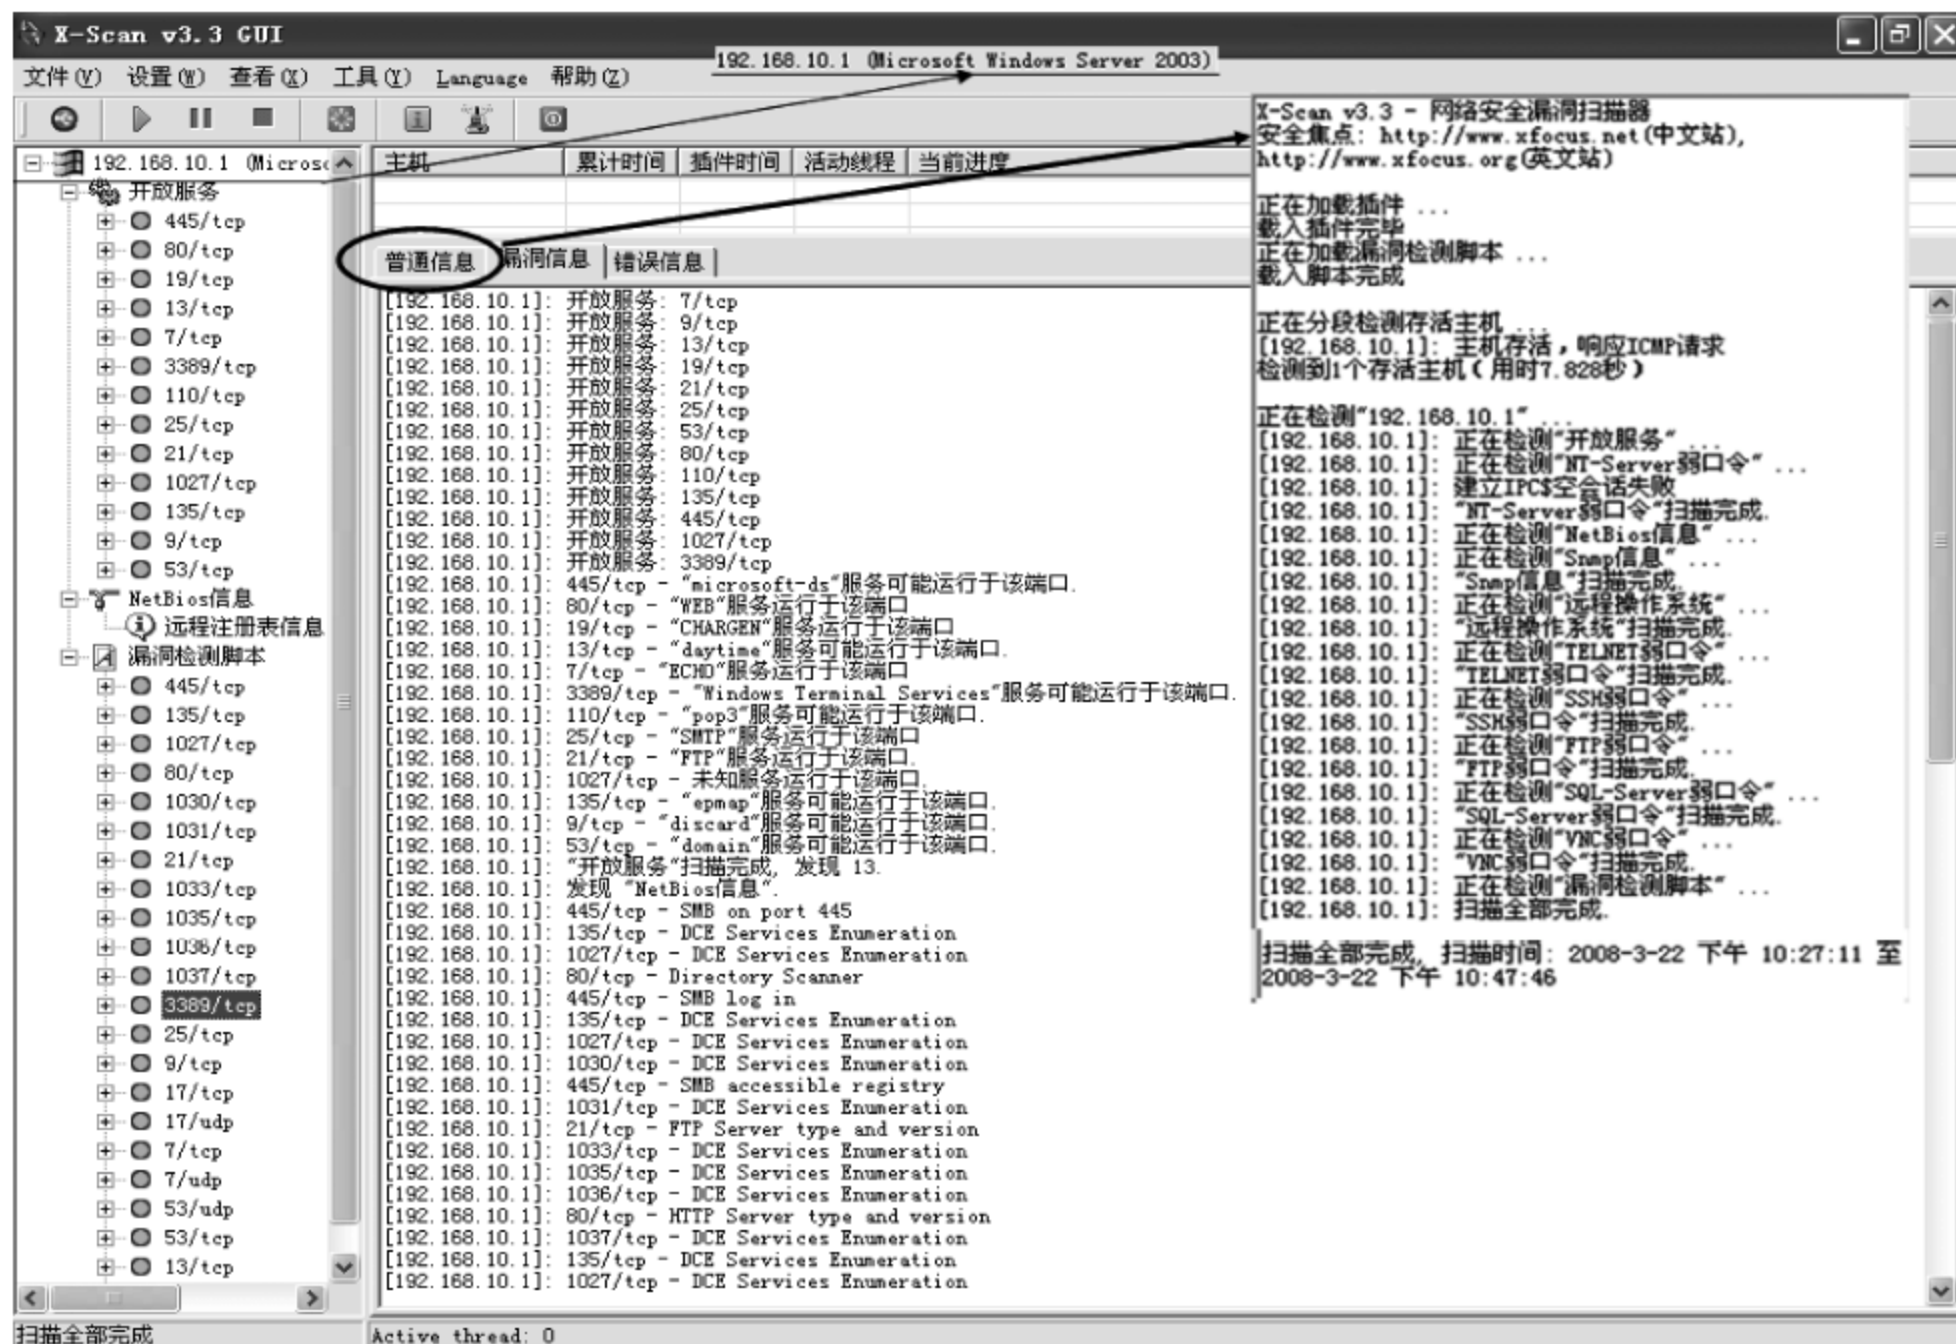 X-Scan v3.3 GUI
文件(V) 设置(W) 查看(X) 工具(Y) Language 帮助(Z)
192.168.10.1 (Microsoft Windows Server 2003)
192.168.10.1 (Microsc
开放服务
445/tcp
80/tcp
19/tcp
13/tcp
7/tcp
3389/tcp
110/tcp
25/tcp
21/tcp
1027/tcp
135/tcp
9/tcp
53/tcp
NetBios信息
远程注册表信息
漏洞检测脚本
445/tcp
135/tcp
1027/tcp
80/tcp
1030/tcp
1031/tcp
21/tcp
1033/tcp
1035/tcp
1036/tcp
1037/tcp
3389/tcp
25/tcp
9/tcp
17/tcp
17/udp
7/tcp
7/udp
53/udp
53/tcp
13/tcp
主机 累计时间 插件时间 活动线程 当前进度
普通信息 漏洞信息 错误信息
[192.168.10.1]: 开放服务: 7/tcp
[192.168.10.1]: 开放服务: 9/tcp
[192.168.10.1]: 开放服务: 13/tcp
[192.168.10.1]: 开放服务: 19/tcp
[192.168.10.1]: 开放服务: 21/tcp
[192.168.10.1]: 开放服务: 25/tcp
[192.168.10.1]: 开放服务: 53/tcp
[192.168.10.1]: 开放服务: 80/tcp
[192.168.10.1]: 开放服务: 110/tcp
[192.168.10.1]: 开放服务: 135/tcp
[192.168.10.1]: 开放服务: 445/tcp
[192.168.10.1]: 开放服务: 1027/tcp
[192.168.10.1]: 开放服务: 3389/tcp
[192.168.10.1]: 445/tcp - "microsoft-ds"服务可能运行于该端口.
[192.168.10.1]: 80/tcp - "WEB"服务运行于该端口
[192.168.10.1]: 19/tcp - "CHARGEN"服务运行于该端口
[192.168.10.1]: 13/tcp - "daytime"服务可能运行于该端口.
[192.168.10.1]: 7/tcp - "ECHO"服务运行于该端口
[192.168.10.1]: 3389/tcp - "Windows Terminal Services"服务可能运行于该端口.
[192.168.10.1]: 110/tcp - "pop3"服务可能运行于该端口.
[192.168.10.1]: 25/tcp - "SMTP"服务运行于该端口
[192.168.10.1]: 21/tcp - "FTP"服务运行于该端口.
[192.168.10.1]: 1027/tcp - 未知服务运行于该端口.
[192.168.10.1]: 135/tcp - "epmap"服务可能运行于该端口.
[192.168.10.1]: 9/tcp - "discard"服务可能运行于该端口.
[192.168.10.1]: 53/tcp - "domain"服务可能运行于该端口.
[192.168.10.1]: "开放服务"扫描完成, 发现 13.
[192.168.10.1]: 发现 "NetBios信息".
[192.168.10.1]: 445/tcp - SMB on port 445
[192.168.10.1]: 135/tcp - DCE Services Enumeration
[192.168.10.1]: 1027/tcp - DCE Services Enumeration
[192.168.10.1]: 80/tcp - Directory Scanner
[192.168.10.1]: 445/tcp - SMB log in
[192.168.10.1]: 135/tcp - DCE Services Enumeration
[192.168.10.1]: 1027/tcp - DCE Services Enumeration
[192.168.10.1]: 1030/tcp - DCE Services Enumeration
[192.168.10.1]: 445/tcp - SMB accessible registry
[192.168.10.1]: 1031/tcp - DCE Services Enumeration
[192.168.10.1]: 21/tcp - FTP Server type and version
[192.168.10.1]: 1033/tcp - DCE Services Enumeration
[192.168.10.1]: 1035/tcp - DCE Services Enumeration
[192.168.10.1]: 1036/tcp - DCE Services Enumeration
[192.168.10.1]: 80/tcp - HTTP Server type and version
[192.168.10.1]: 1037/tcp - DCE Services Enumeration
[192.168.10.1]: 135/tcp - DCE Services Enumeration
[192.168.10.1]: 1027/tcp - DCE Services Enumeration
X-Scan v3.3 - 网络安全漏洞扫描器
安全焦点: http://www.xfocus.net(中文站),
http://www.xfocus.org(英文站)
正在加载插件 ...
载入插件完毕
正在加载漏洞检测脚本 ...
载入脚本完成
正在分段检测存活主机 ...
[192.168.10.1]: 主机存活，响应ICMP请求
检测到1个存活主机(用时7.828秒)
正在检测"192.168.10.1" ...
[192.168.10.1]: 正在检测"开放服务" ...
[192.168.10.1]: 正在检测"NT-Server弱口令" ...
[192.168.10.1]: 建立IPC$空会话失败
[192.168.10.1]: "NT-Server弱口令"扫描完成.
[192.168.10.1]: 正在检测"NetBios信息" ...
[192.168.10.1]: 正在检测"Snmp信息" ...
[192.168.10.1]: "Snmp信息"扫描完成.
[192.168.10.1]: 正在检测"远程操作系统" ...
[192.168.10.1]: "远程操作系统"扫描完成.
[192.168.10.1]: 正在检测"TELNET弱口令" ...
[192.168.10.1]: "TELNET弱口令"扫描完成.
[192.168.10.1]: 正在检测"SSH弱口令" ...
[192.168.10.1]: "SSH弱口令"扫描完成.
[192.168.10.1]: 正在检测"FTP弱口令" ...
[192.168.10.1]: "FTP弱口令"扫描完成.
[192.168.10.1]: 正在检测"SQL-Server弱口令" ...
[192.168.10.1]: "SQL-Server弱口令"扫描完成.
[192.168.10.1]: 正在检测"VNC弱口令" ...
[192.168.10.1]: "VNC弱口令"扫描完成.
[192.168.10.1]: 正在检测"漏洞检测脚本" ...
[192.168.10.1]: 扫描全部完成.
扫描全部完成, 扫描时间: 2008-3-22 下午 10:27:11 至
2008-3-22 下午 10:47:46
扫描全部完成
Active thread: 0